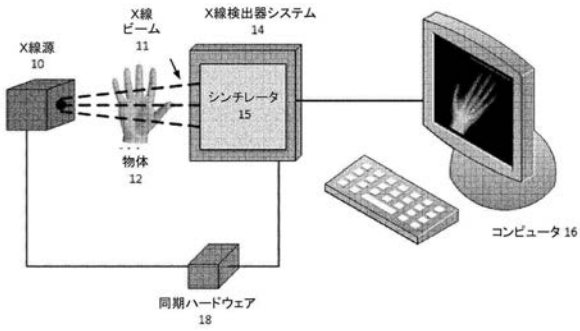 X線源
10
X線
ビーム
11
X線検出器システム
14
シンチレータ
15
物体
12
コンピュータ 16
同期ハードウェア
18